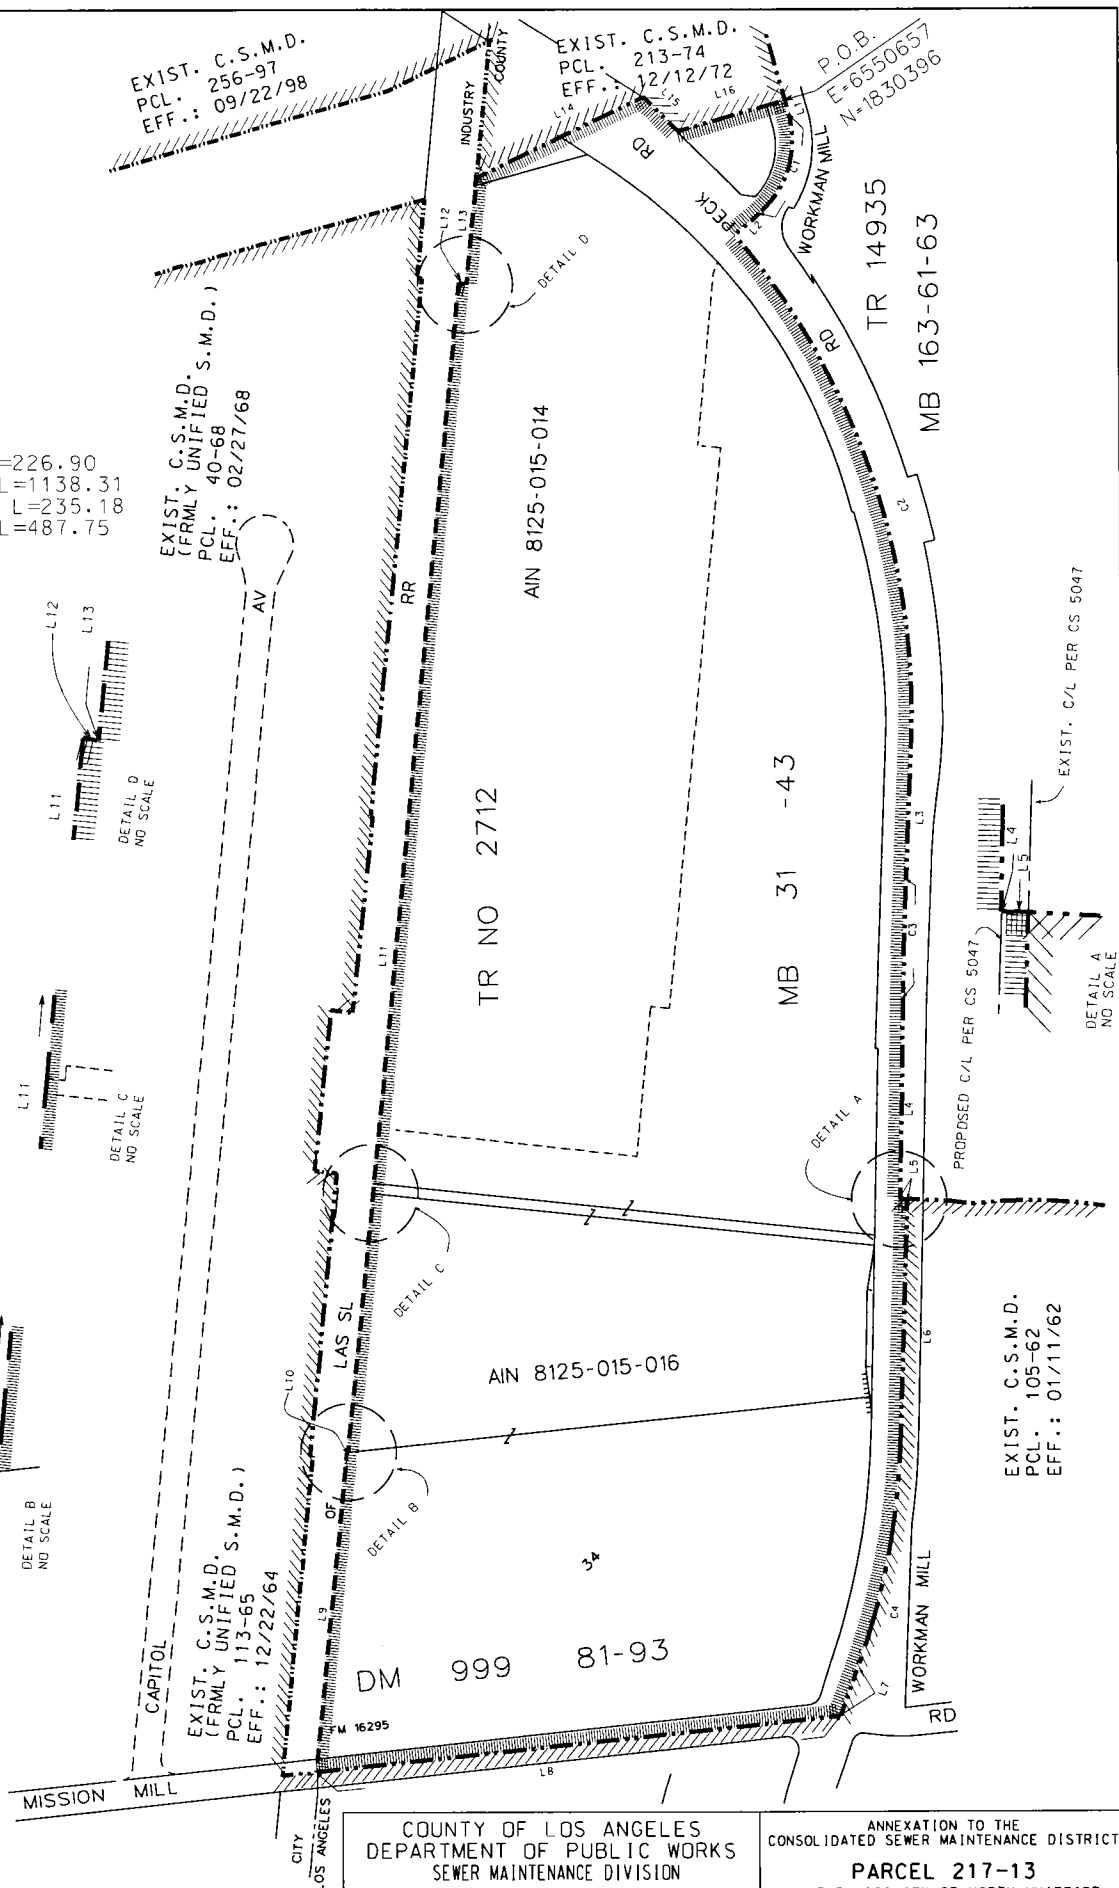 EXIST. C.S.M.D.
PCL. 256-97
EFF.: 09/22/98
EXIST. C.S.M.D.
PCL. 213-74
EFF.: 12/12/72
INDUSTRY
COUNTY
L14
L15
L16
P.O.B.
E=6550657
N=1830396
L1
C1
L2
RD
PECK
WORKMAN MILL
RD
TR 14935
MB 163-61-63
L12
L13
DETAIL D
EXIST. C.S.M.D.
(FRMLY UNIFIED S.M.D.)
PCL. 40-68
EFF.: 02/27/68
=226.90
L=1138.31
L=235.18
L=487.75
AV
RR
AIN 8125-015-014
C2
L12
L13
L11
DETAIL D
NO SCALE
TR NO 2712
MB 31 -43
L3
C3
L11
L4
L5
EXIST. C/L PER CS 5047
PROPOSED C/L PER CS 5047
L4
L5
DETAIL A
NO SCALE
L11
DETAIL C
NO SCALE
DETAIL A
DETAIL C
LAS SL
L10
AIN 8125-015-016
L6
EXIST. C.S.M.D.
PCL. 105-62
EFF.: 01/11/62
DETAIL B
NO SCALE
OF
DETAIL B
EXIST. C.S.M.D.
(FRMLY UNIFIED S.M.D.)
PCL. 113-65
EFF.: 12/22/64
CAPITOL
L9
34
DM 999 81-93
C4
L7
WORKMAN MILL
RD
FM 16295
L8
MISSION MILL
CITY
LOS ANGELES
COUNTY OF LOS ANGELES
DEPARTMENT OF PUBLIC WORKS
SEWER MAINTENANCE DIVISION
ANNEXATION TO THE
CONSOLIDATED SEWER MAINTENANCE DISTRICT
PARCEL 217-13